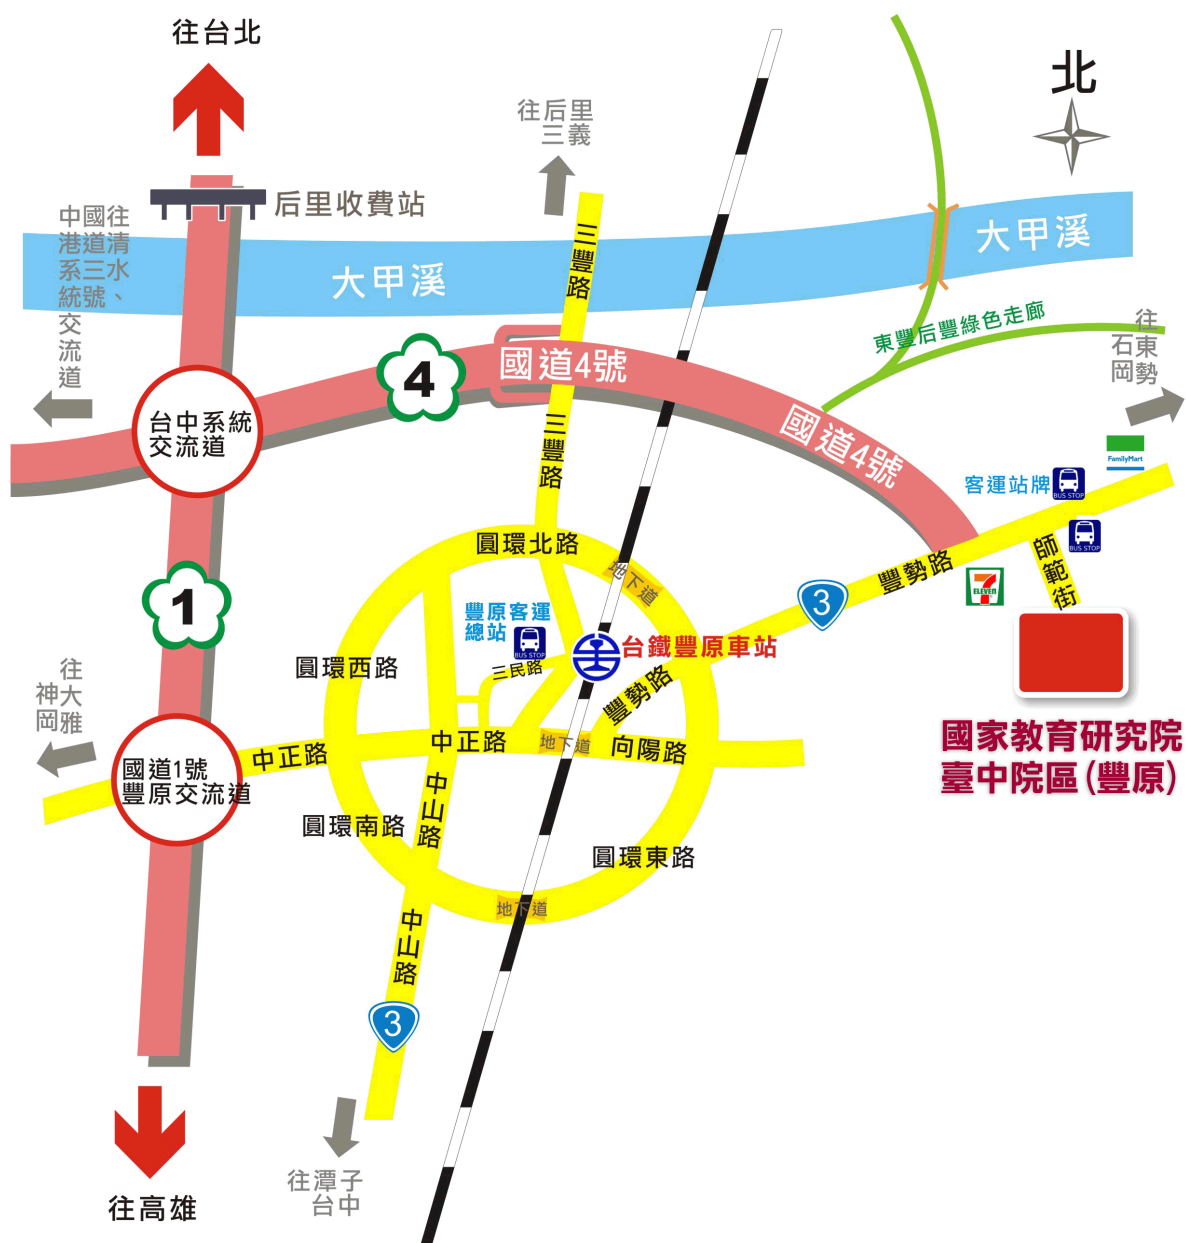 往台北
北
往后里
三義
后里收費站
往清水、
國道三號
中港系統交流道
大甲溪
大甲溪
三豐路
東豐后豐綠色走廊
往東勢
石岡
國道4號
4
台中系統
交流道
國道4號
三豐路
FamilyMart
客運站牌
BUS STOP
BUS STOP
師範街
圓環北路
地下道
豐勢路
7
ELEVEN
3
1
豐原客運
總站
BUS STOP
台鐵豐原車站
三民路
圓環西路
豐勢路
往大雅
神岡
國道1號
豐原交流道
中正路
中正路
地下道
向陽路
國家教育研究院
臺中院區(豐原)
中山路
圓環南路
圓環東路
地下道
中山路
3
往潭子
台中
往高雄